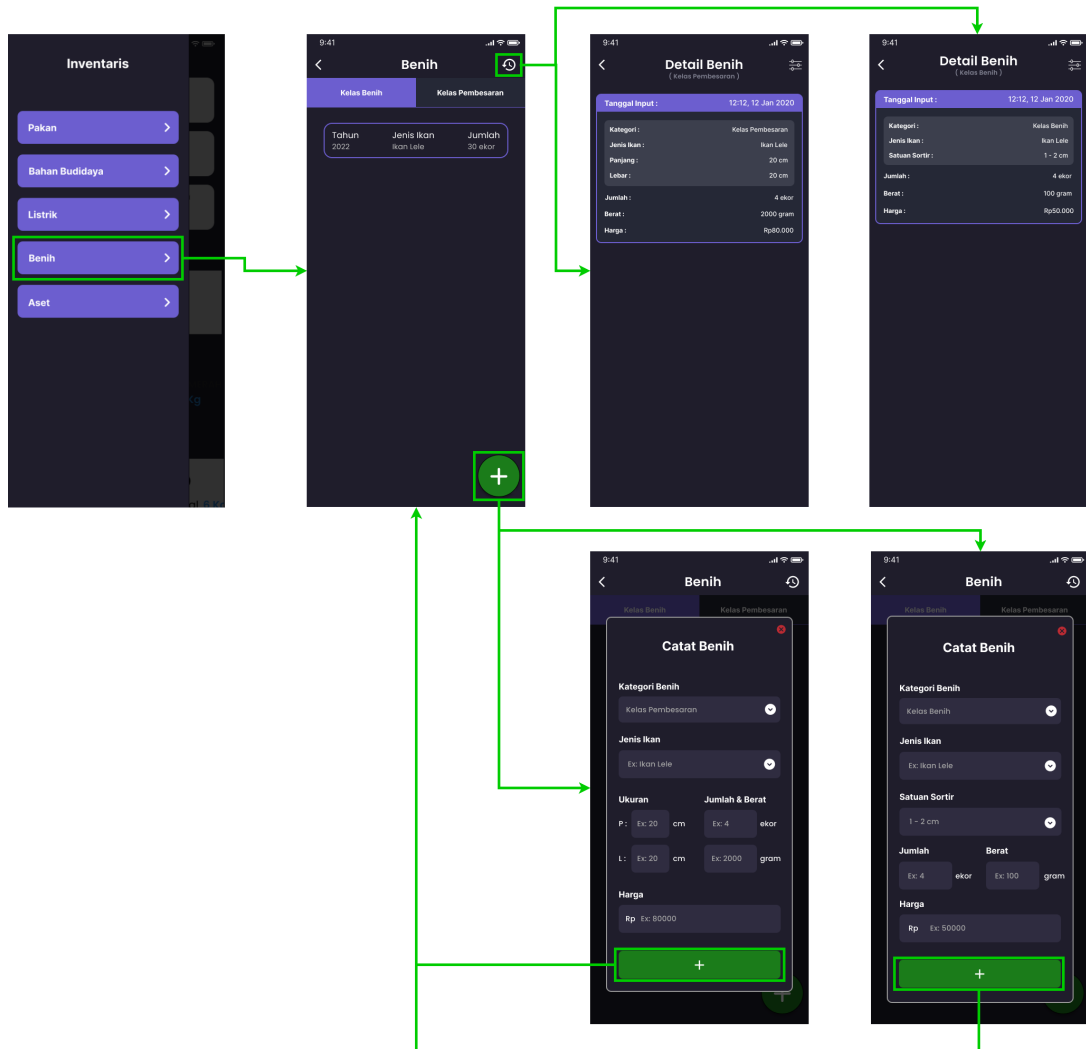 Inventaris
Pakan
Bahan Budidaya
Listrik
Benih
Aset
Kg
al 6 Kg
9:41
Benih
Kelas Benih Kelas Pembesaran
Tahun Jenis Ikan Jumlah
2022 Ikan Lele 30 ekor
9:41
Detail Benih
( Kelas Pembesaran )
Tanggal Input : 12:12, 12 Jan 2020
Kategori : Kelas Pembesaran
Jenis Ikan : Ikan Lele
Panjang : 20 cm
Lebar : 20 cm
Jumlah : 4 ekor
Berat : 2000 gram
Harga : Rp80.000
9:41
Detail Benih
( Kelas Benih )
Tanggal Input : 12:12, 12 Jan 2020
Kategori : Kelas Benih
Jenis Ikan : Ikan Lele
Satuan Sortir : 1 - 2 cm
Jumlah : 4 ekor
Berat : 100 gram
Harga : Rp50.000
9:41
Benih
Kelas Benih Kelas Pembesaran
Catat Benih
Kategori Benih
Kelas Pembesaran
Jenis Ikan
Ex: Ikan Lele
Ukuran Jumlah & Berat
P : Ex: 20 cm Ex: 4 ekor
L : Ex: 20 cm Ex: 2000 gram
Harga
Rp Ex: 80000
+
9:41
Benih
Kelas Benih Kelas Pembesaran
Catat Benih
Kategori Benih
Kelas Benih
Jenis Ikan
Ex: Ikan Lele
Satuan Sortir
1 - 2 cm
Jumlah Berat
Ex: 4 ekor Ex: 100 gram
Harga
Rp Ex: 50000
+